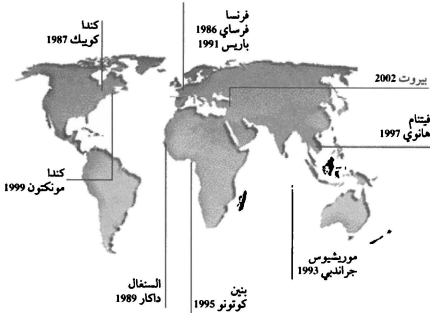 كندا
كويبك 1987
فرنسا
فرساي 1986
باريس 1991
بيروت 2002
فيتنام
هانوي 1997
كندا
مونكتون 1999
موريشيوس
جراندبي 1993
بنين
كوتونو 1995
السنغال
داكار 1989